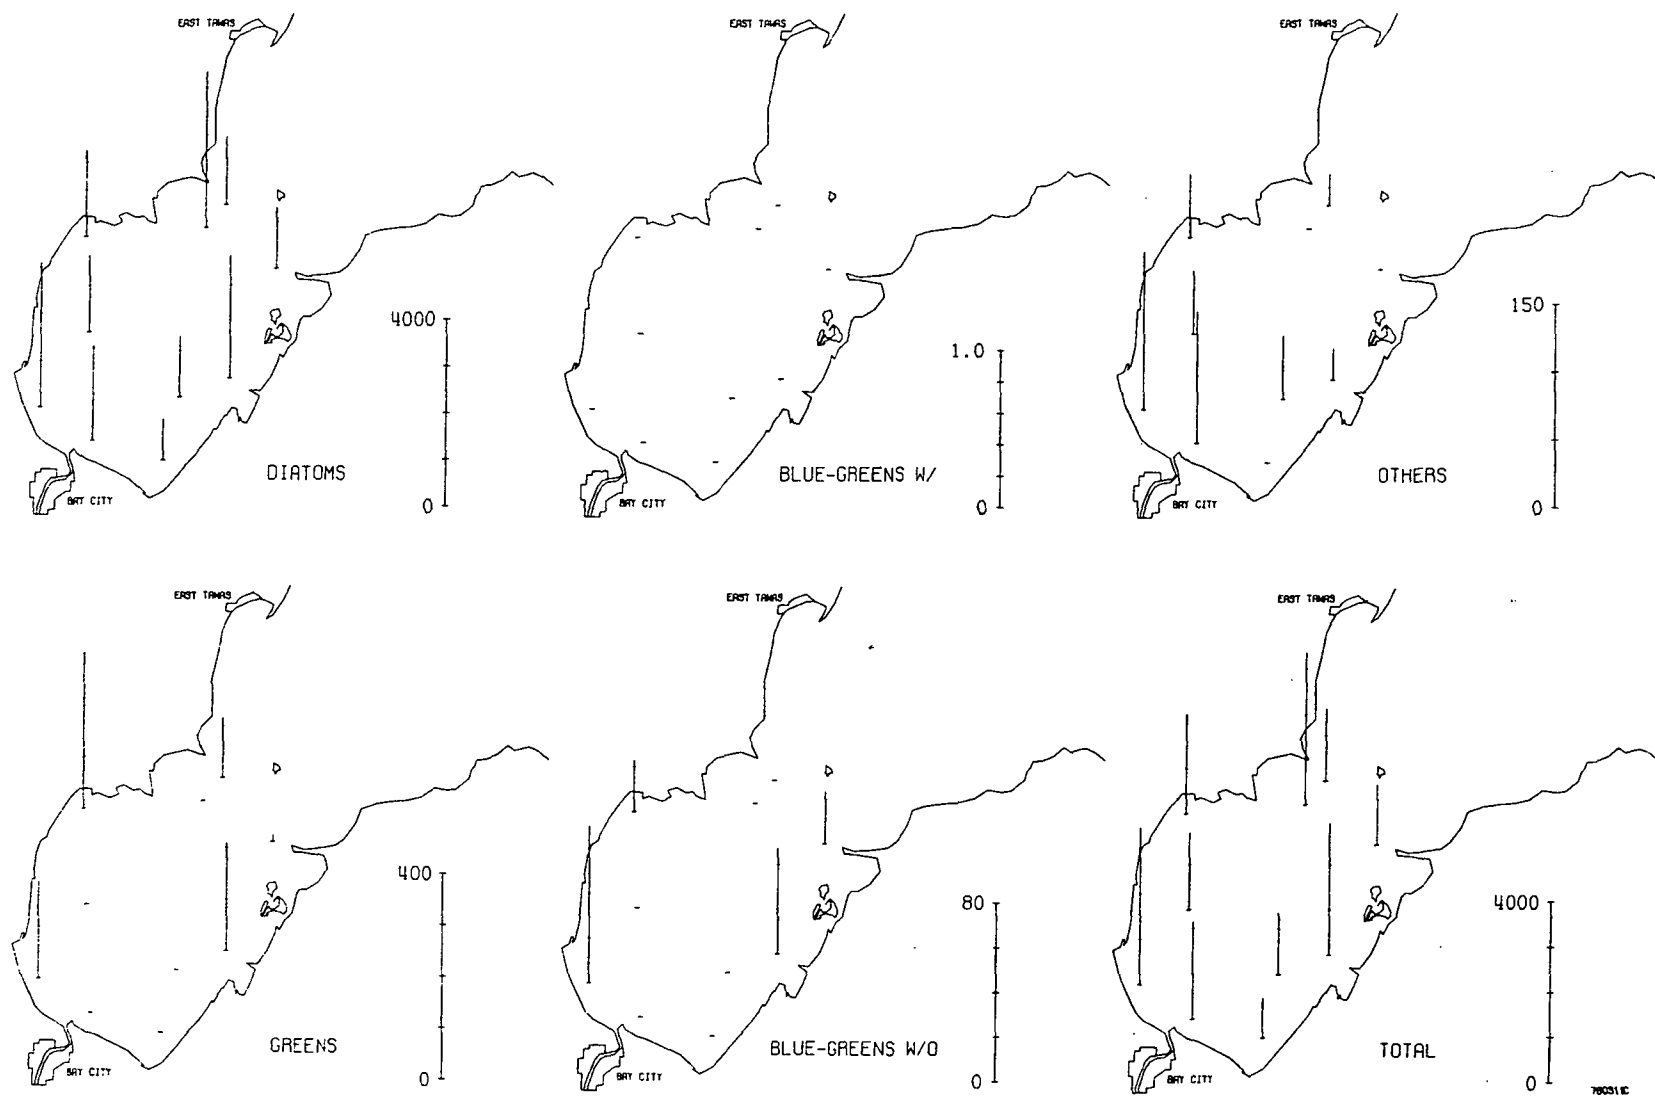 EAST TAWAS
EAST TAWAS
EAST TAWAS
4000
0
DIATOMS
BAY CITY
1.0
0
BLUE-GREENS W/
BAY CITY
150
0
OTHERS
BAY CITY
EAST TAWAS
EAST TAWAS
EAST TAWAS
400
0
GREENS
BAY CITY
80
0
BLUE-GREENS W/O
BAY CITY
4000
0
TOTAL
BAY CITY